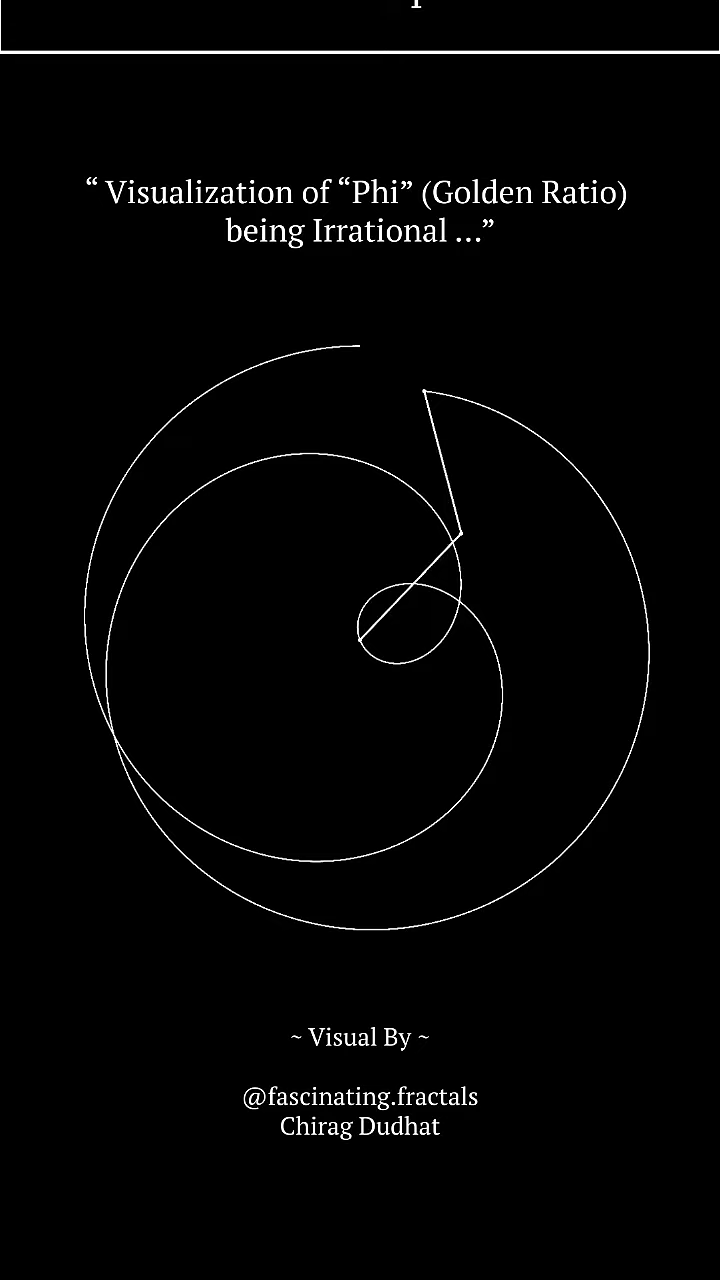 “ Visualization of “Phi” (Golden Ratio)
being Irrational ...”
~ Visual By ~
@fascinating.fractals
Chirag Dudhat